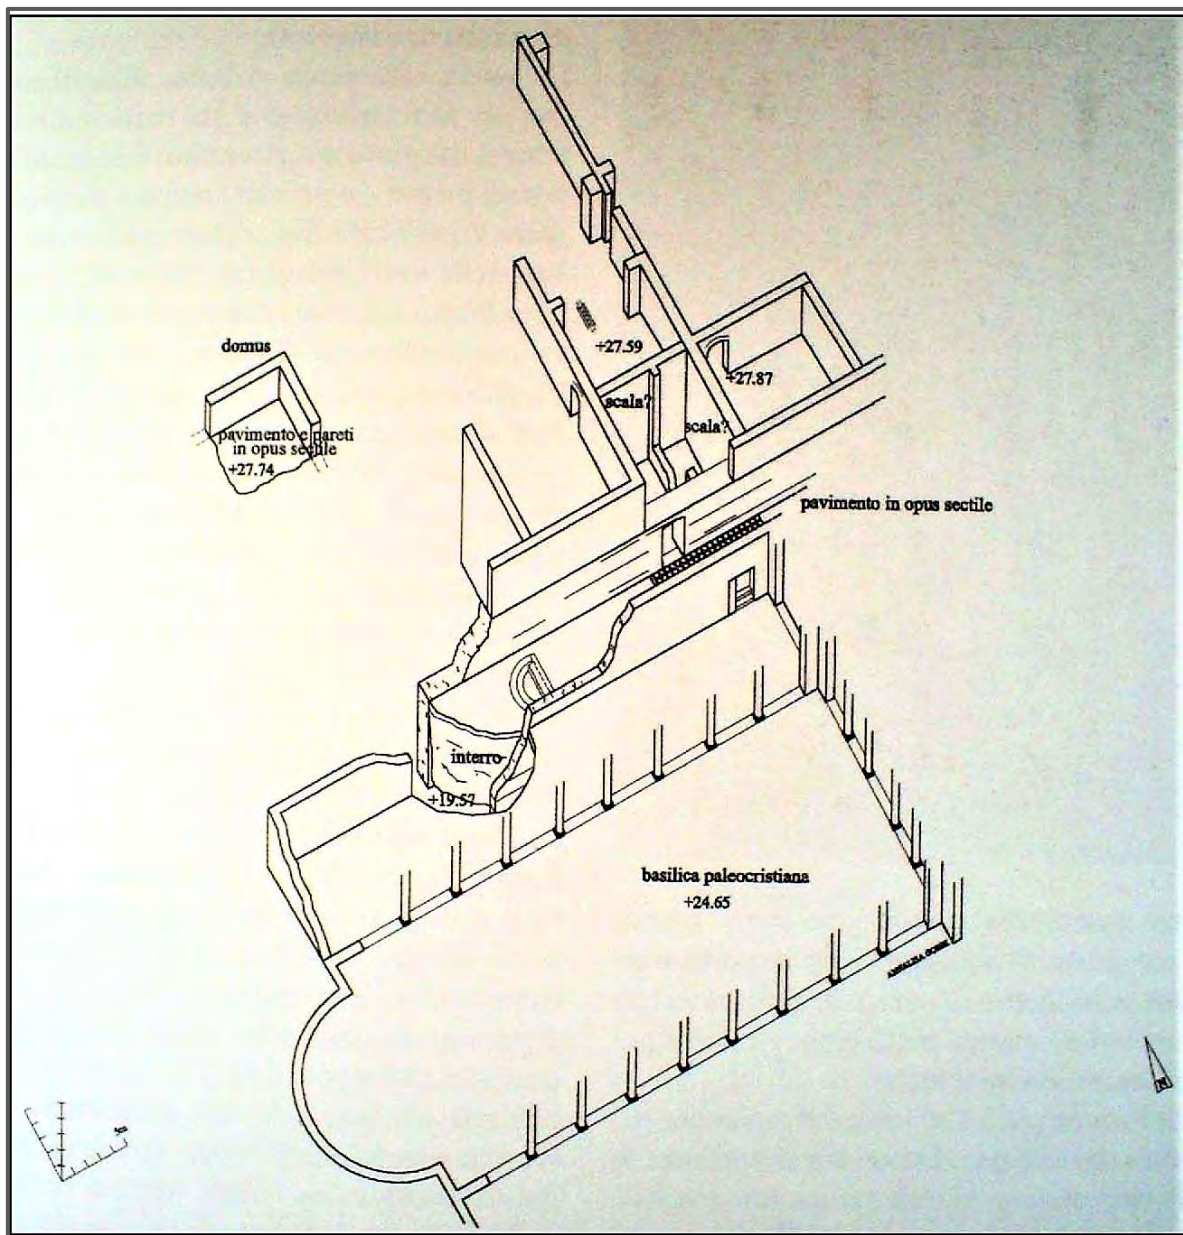 domus
pavimento e pareti
in opus sectile
+27.74
+27.59
+27.87
scala?
scala?
pavimento in opus sectile
interro
+19.57
basilica paleocristiana
+24.65
N